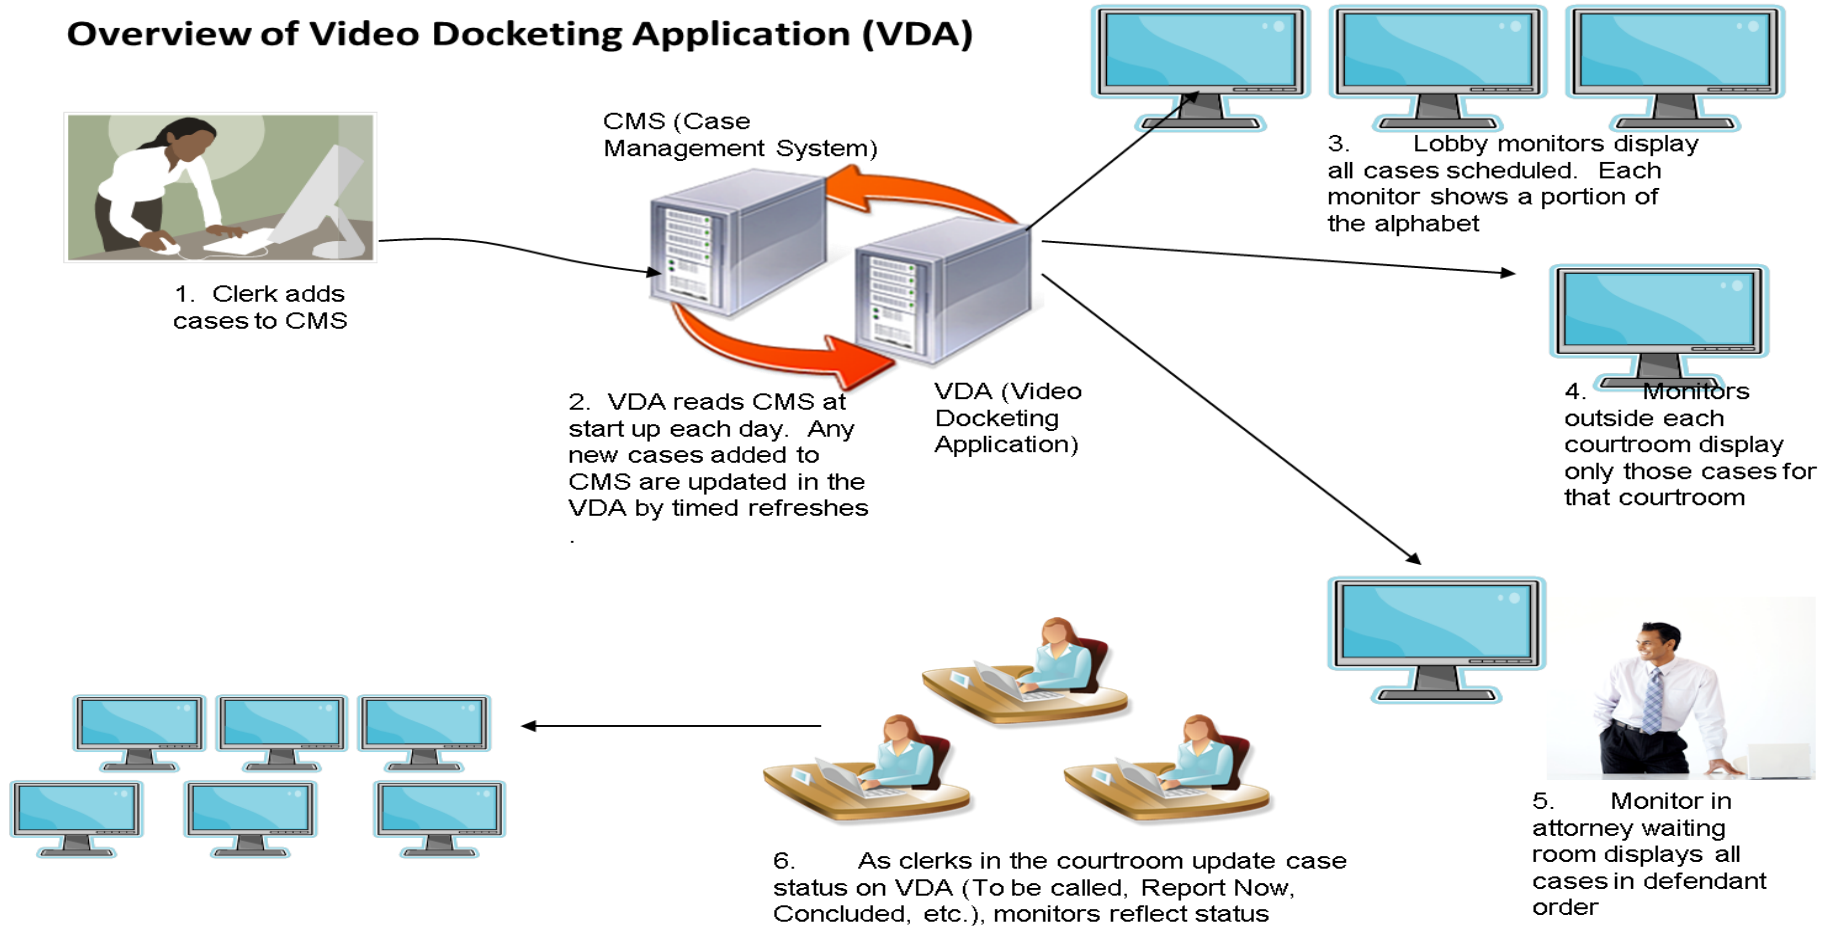 Overview of Video Docketing Application (VDA)
CMS (Case
Management System)
1. Clerk adds
cases to CMS
2. VDA reads CMS at
start up each day. Any
new cases added to
CMS are updated in the
VDA by timed refreshes
.
VDA (Video
Docketing
Application)
3. Lobby monitors display
all cases scheduled. Each
monitor shows a portion of
the alphabet
4. Monitors
outside each
courtroom display
only those cases for
that courtroom
5. Monitor in
attorney waiting
room displays all
cases in defendant
order
6. As clerks in the courtroom update case
status on VDA (To be called, Report Now,
Concluded, etc.), monitors reflect status